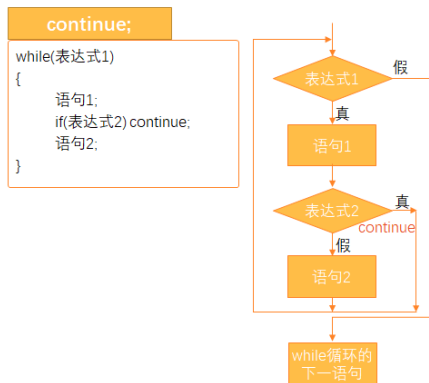 continue;
while(表达式1)
{
语句1;
if(表达式2) continue;
语句2;
}
表达式1
假
真
语句1
表达式2
真
continue
假
语句2
while循环的
下一语句